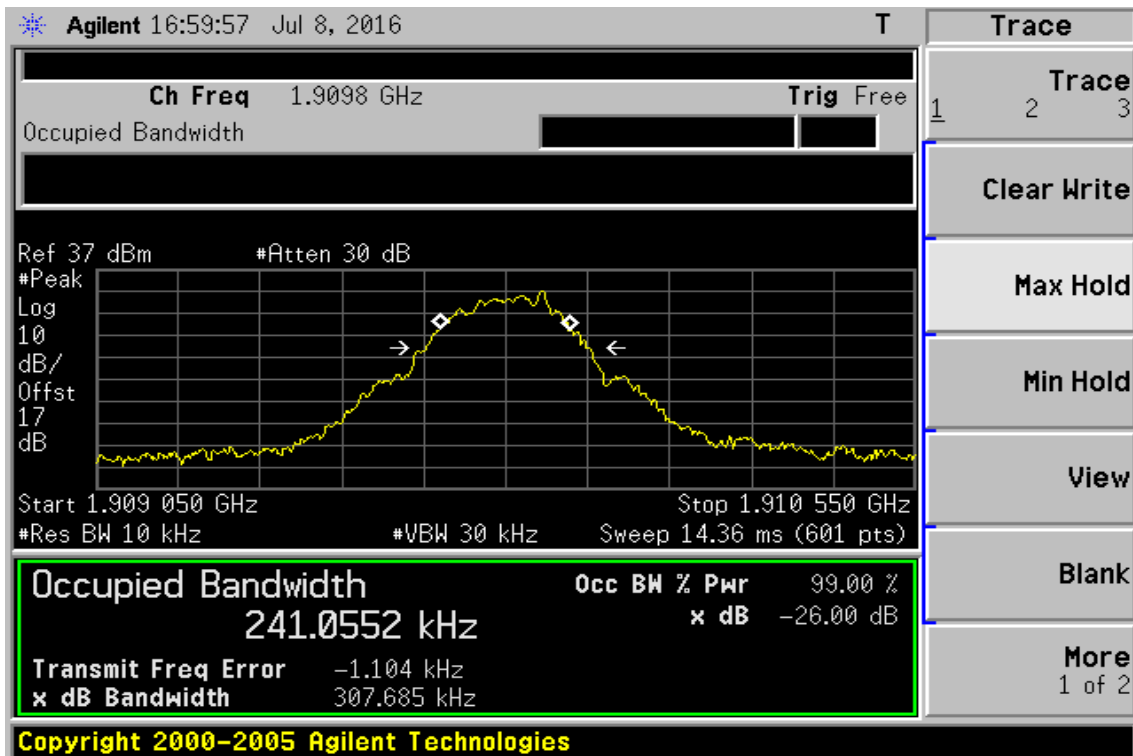 Agilent 16:59:57 Jul 8, 2016 T
Trace
Ch Freq 1.9098 GHz Trig Free
Occupied Bandwidth
Trace
1 2 3
Clear Write
Max Hold
Min Hold
View
Blank
More
1 of 2
Ref 37 dBm #Atten 30 dB
#Peak
Log
10
dB/
Offst
17
dB
Start 1.909 050 GHz Stop 1.910 550 GHz
#Res BW 10 kHz #VBW 30 kHz Sweep 14.36 ms (601 pts)
Occupied Bandwidth Occ BW % Pwr 99.00 %
241.0552 kHz x dB -26.00 dB
Transmit Freq Error -1.104 kHz
x dB Bandwidth 307.685 kHz
Copyright 2000-2005 Agilent Technologies